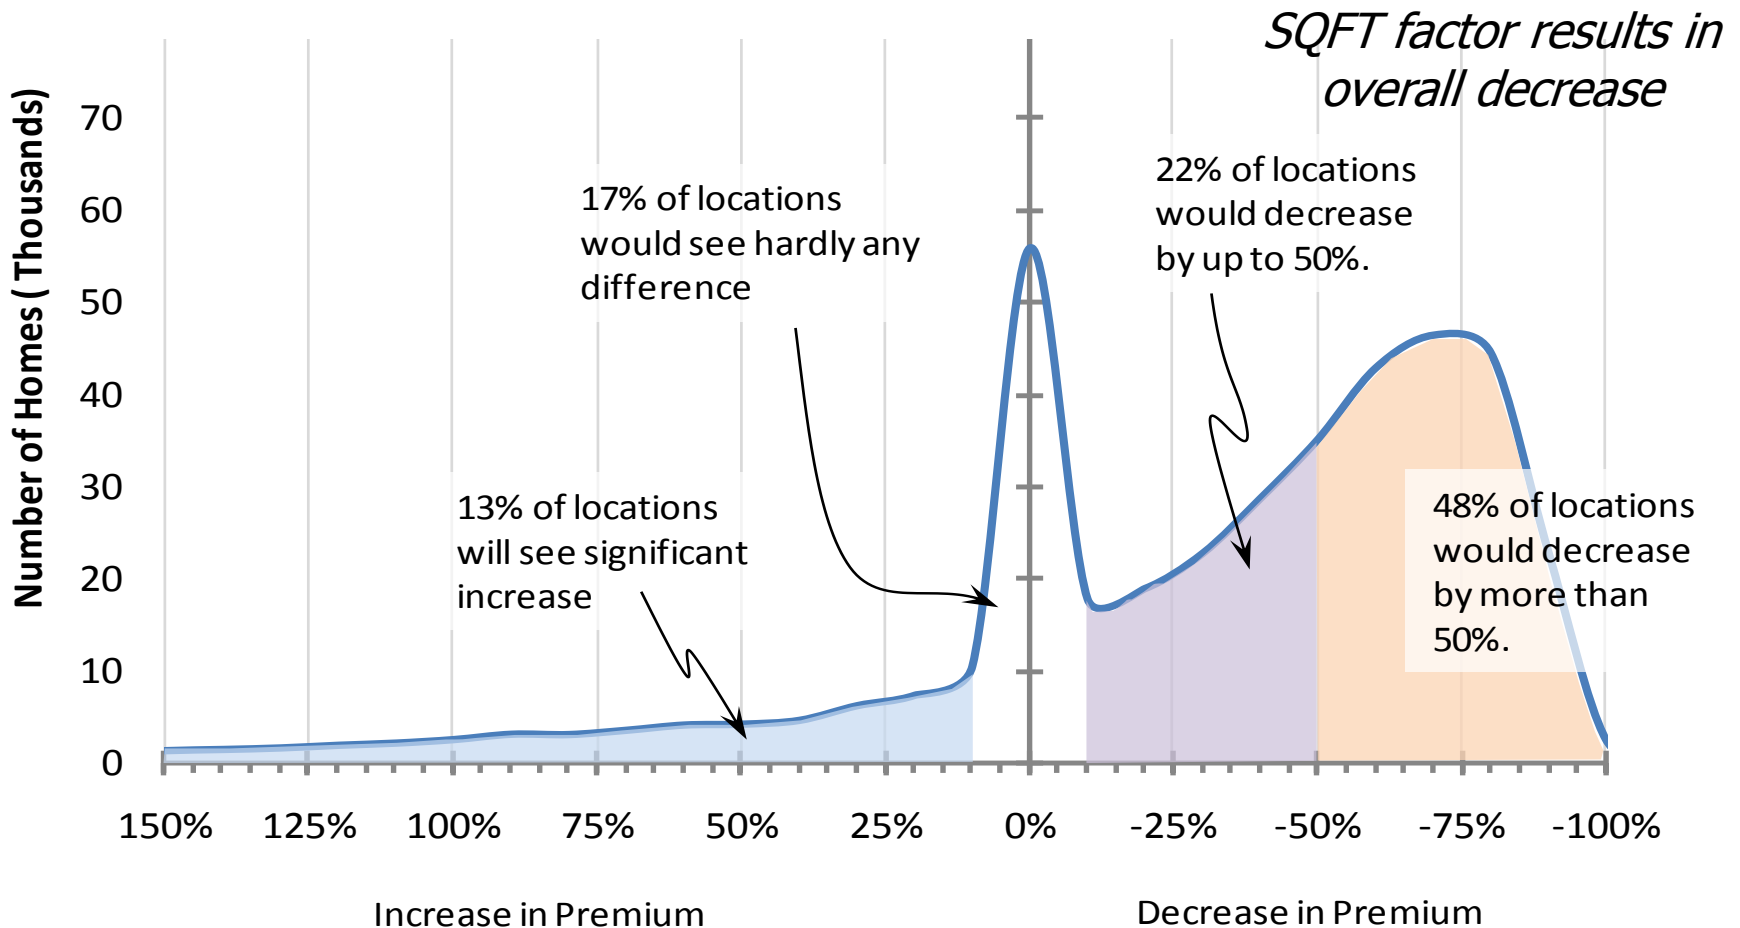 SQFT factor results in
overall decrease
Number of Homes ( Thousands)
70
60
50
40
30
20
10
0
17% of locations
would see hardly any
difference
22% of locations
would decrease
by up to 50%.
13% of locations
will see significant
increase
48% of locations
would decrease
by more than
50%.
150% 125% 100% 75% 50% 25% 0% -25% -50% -75% -100%
Increase in Premium Decrease in Premium